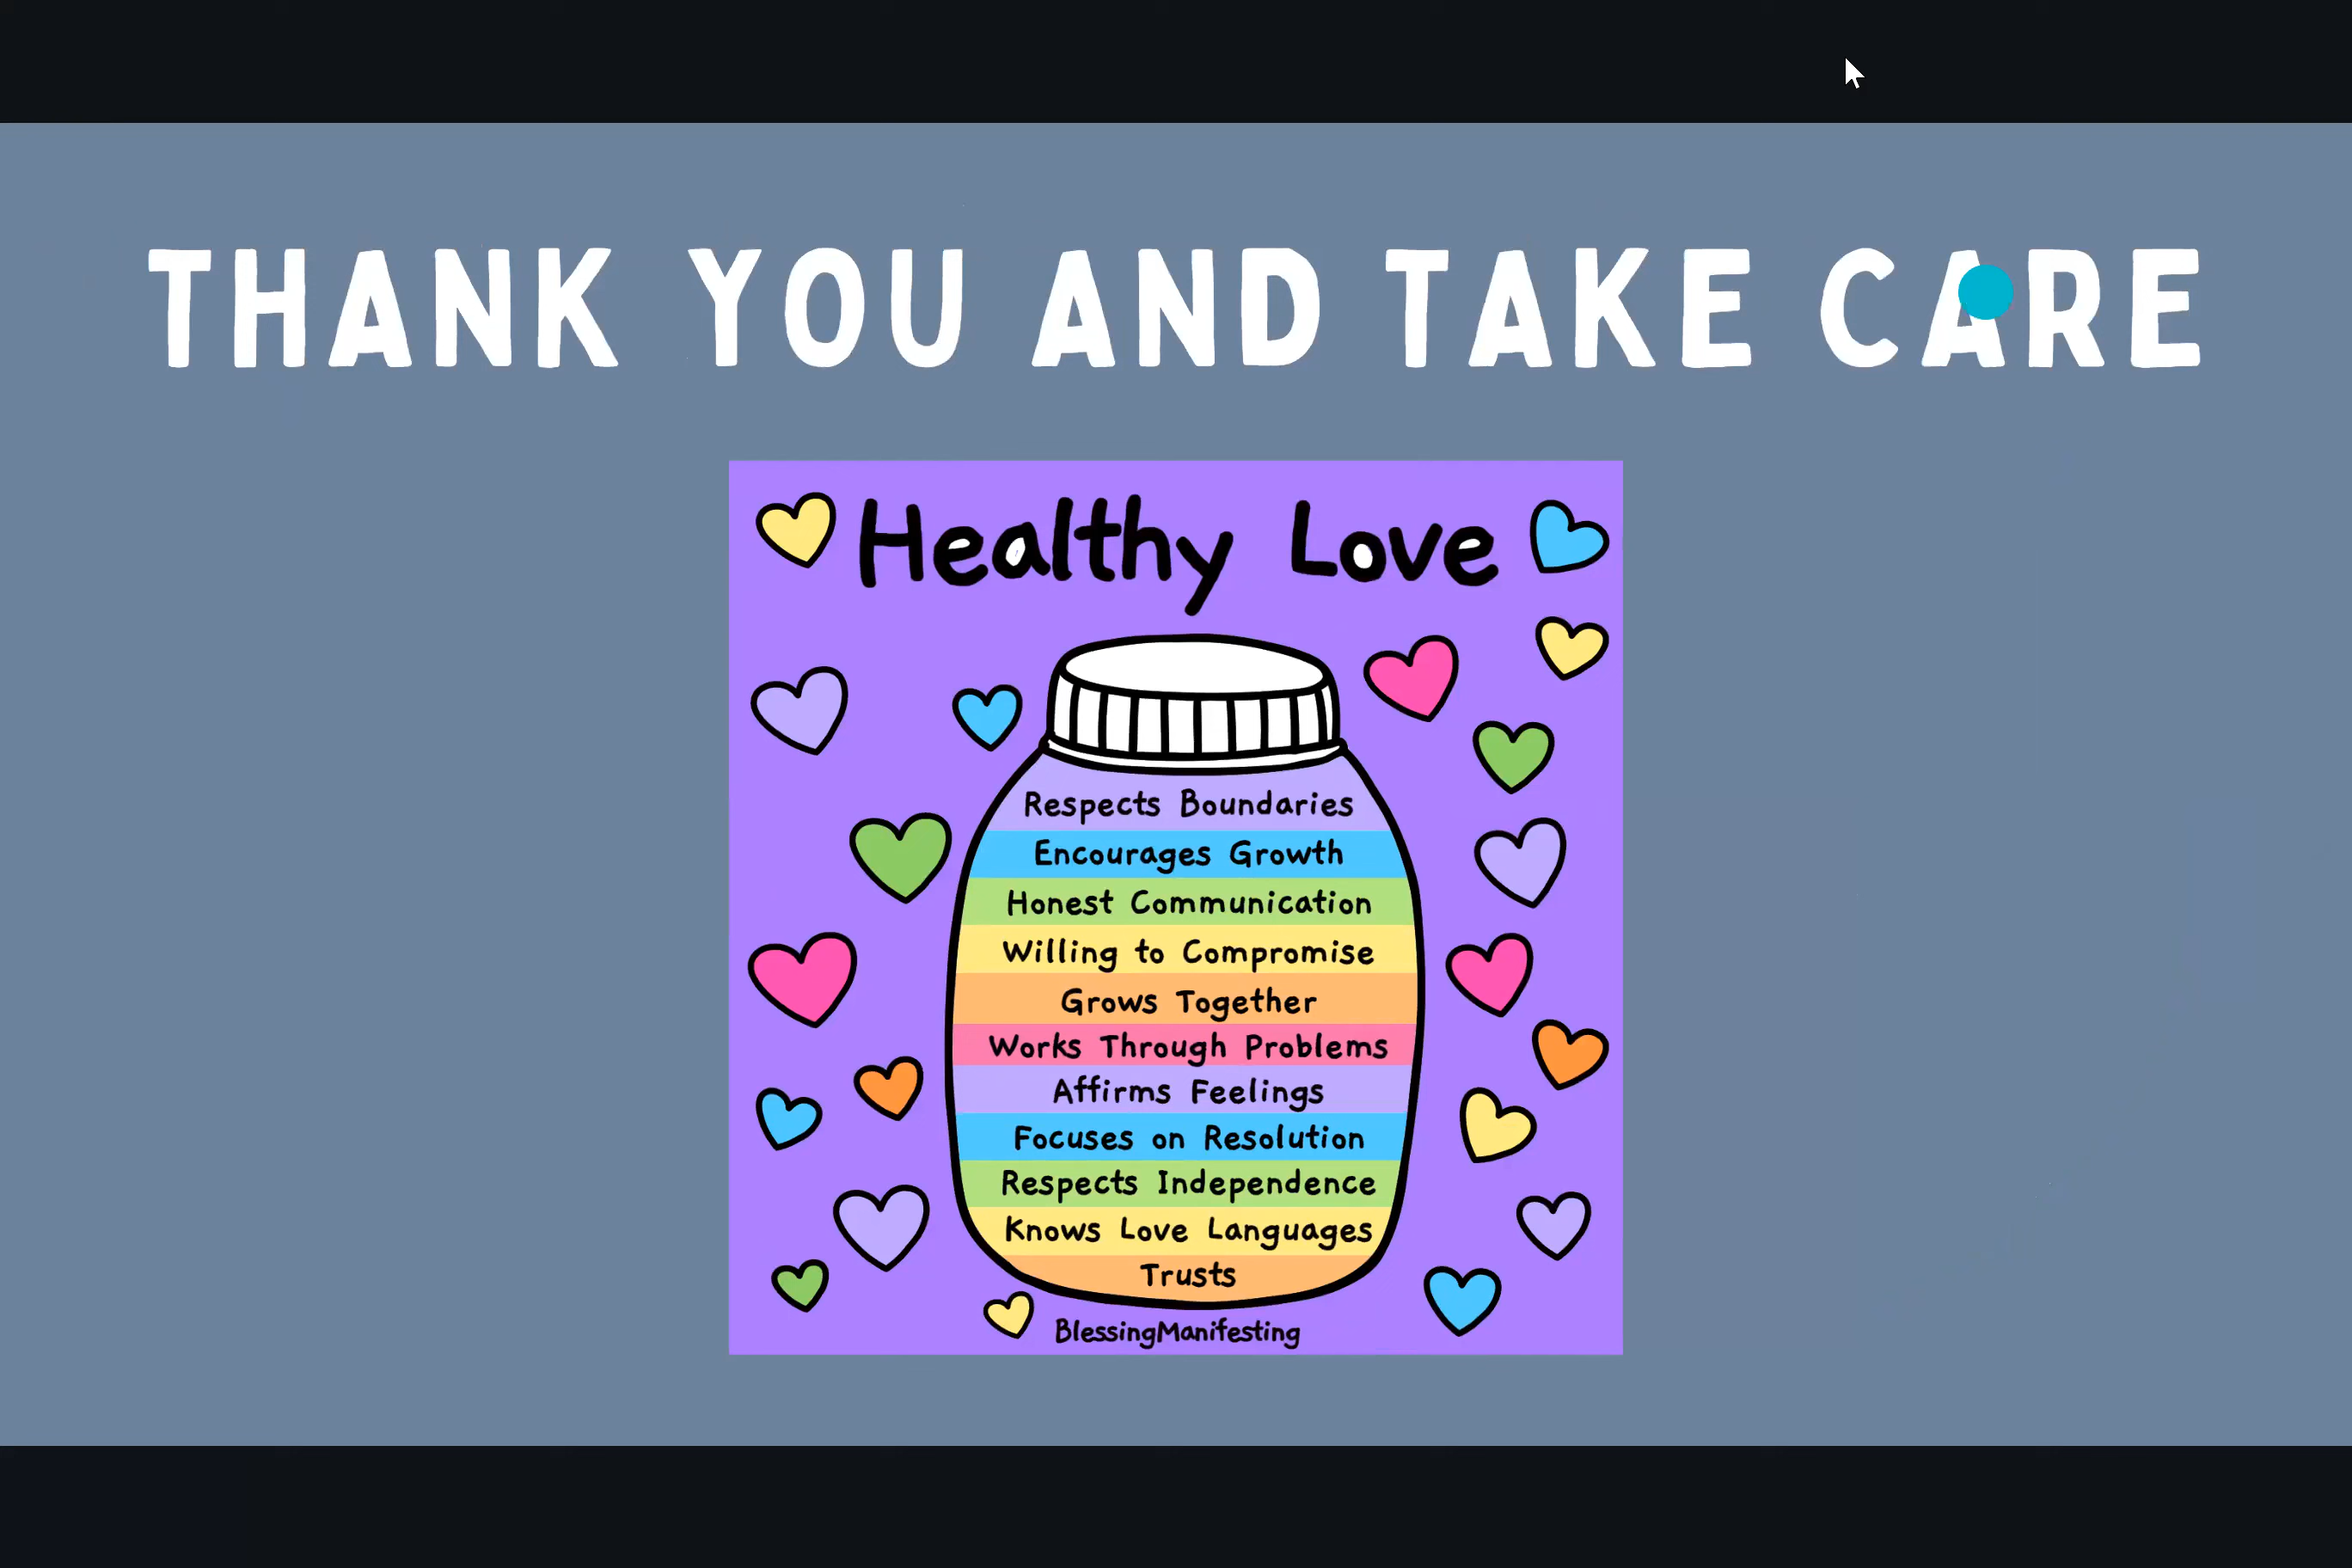 THANK YOU AND TAKE CARE
Healthy Love
Respects Boundaries
Encourages Growth
Honest Communication
Willing to Compromise
Grows Together
Works Through Problems
Affirms Feelings
Focuses on Resolution
Respects Independence
Knows Love Languages
Trusts
BlessingManifesting